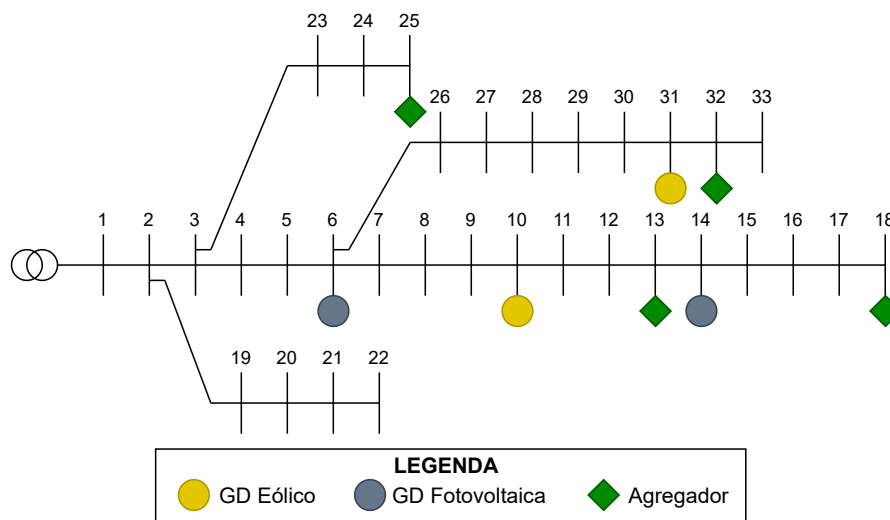 23 24 25
26 27 28 29 30 31 32 33
1 2 3 4 5 6 7 8 9 10 11 12 13 14 15 16 17 18
19 20 21 22
LEGENDA
GD Eólico GD Fotovoltaica Agregador